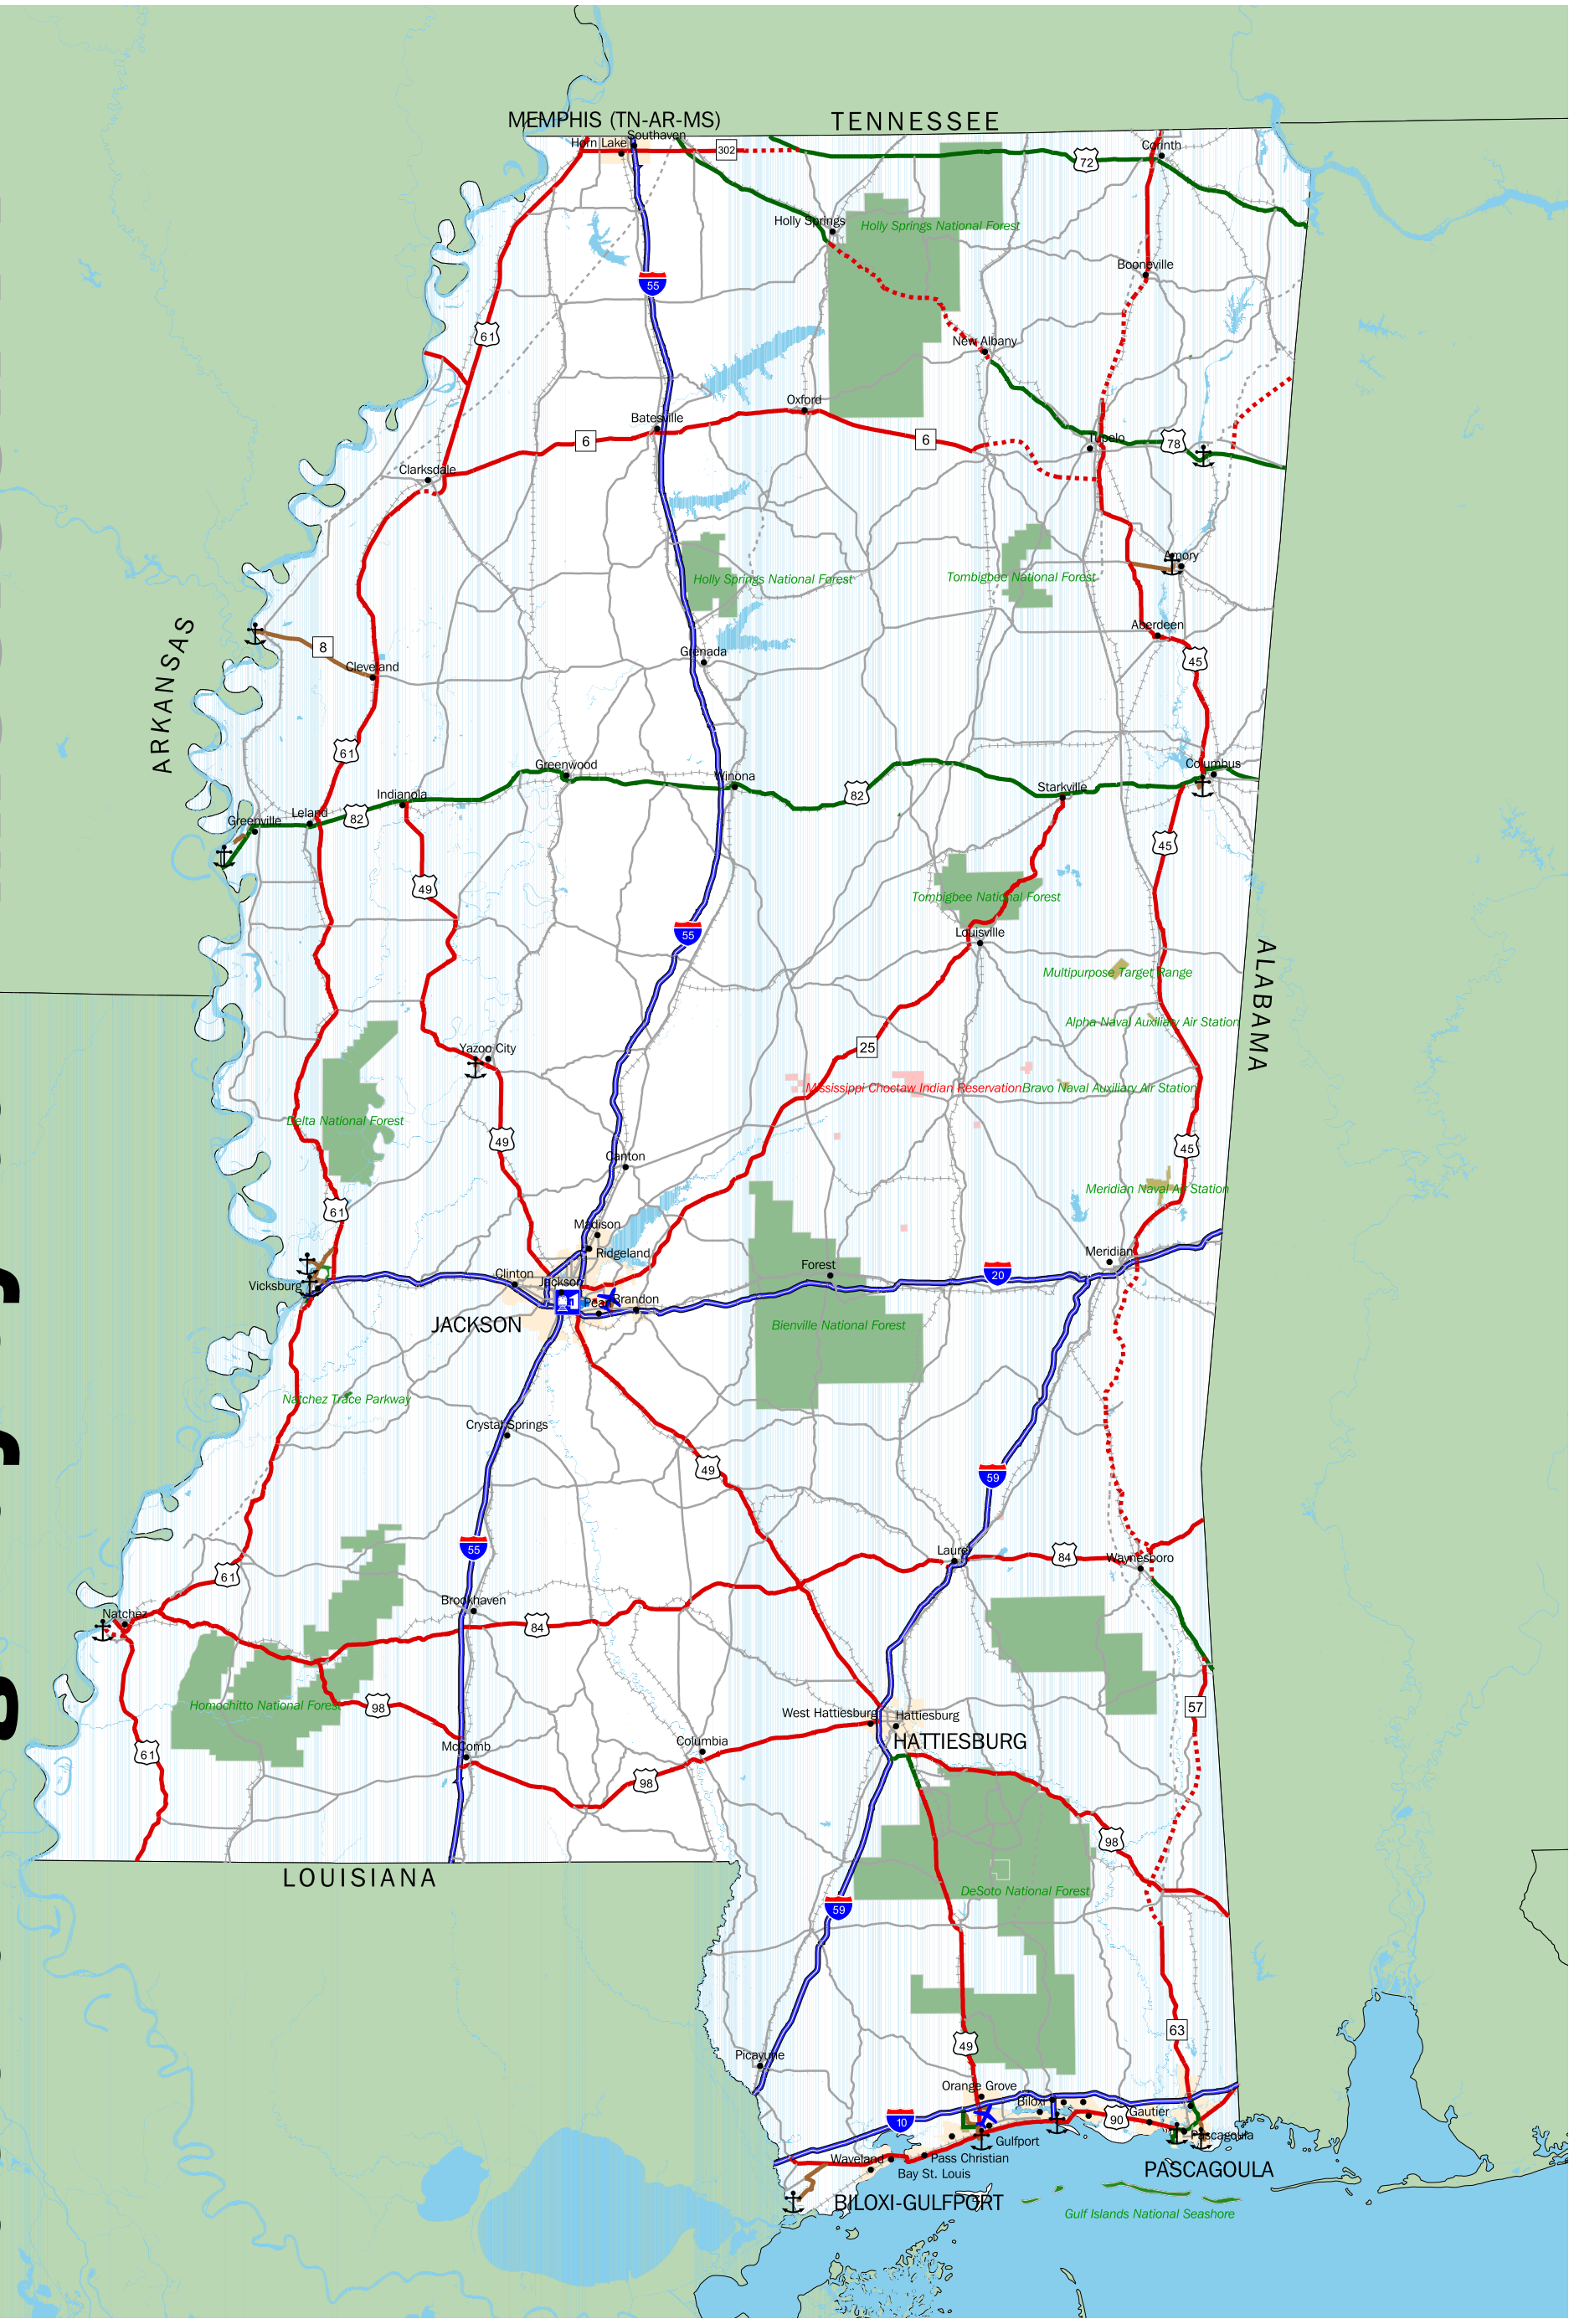 MEMPHIS (TN-AR-MS)
TENNESSEE
Southaven
Horn Lake
302
72
Corinth
Holly Springs
Holly Springs National Forest
Booneville
55
61
New Albany
Oxford
Batesville
6
6
Tupelo
78
Clarksdale
Amory
Holly Springs National Forest
Tombigbee National Forest
ARKANSAS
Aberdeen
8
Cleveland
Grenada
45
61
Greenwood
Winona
Columbus
Indianola
82
Starkville
Leland
82
Greenville
45
49
Tombigbee National Forest
55
Louisville
ALABAMA
Multipurpose Target Range
Alpha Naval Auxiliary Air Station
Yazoo City
25
Mississippi Choctaw Indian Reservation
Bravo Naval Auxiliary Air Station
Delta National Forest
49
45
Canton
Meridian Naval Air Station
61
Madison
Ridgeland
Meridian
Forest
20
Clinton
Jackson
Vicksburg
Pearl
Brandon
JACKSON
Bienville National Forest
Natchez Trace Parkway
Crystal Springs
49
59
55
Laurel
84
Waynesboro
61
Brookhaven
Natchez
84
Homochitto National Forest
98
57
West Hattiesburg
Hattiesburg
HATTIESBURG
61
McComb
Columbia
98
98
LOUISIANA
DeSoto National Forest
59
63
49
Picayune
Orange Grove
Biloxi
10
90
Gautier
Gulfport
Pascagoula
Waveland
Pass Christian
Bay St. Louis
PASCAGOULA
BILOXI-GULFPORT
Gulf Islands National Seashore